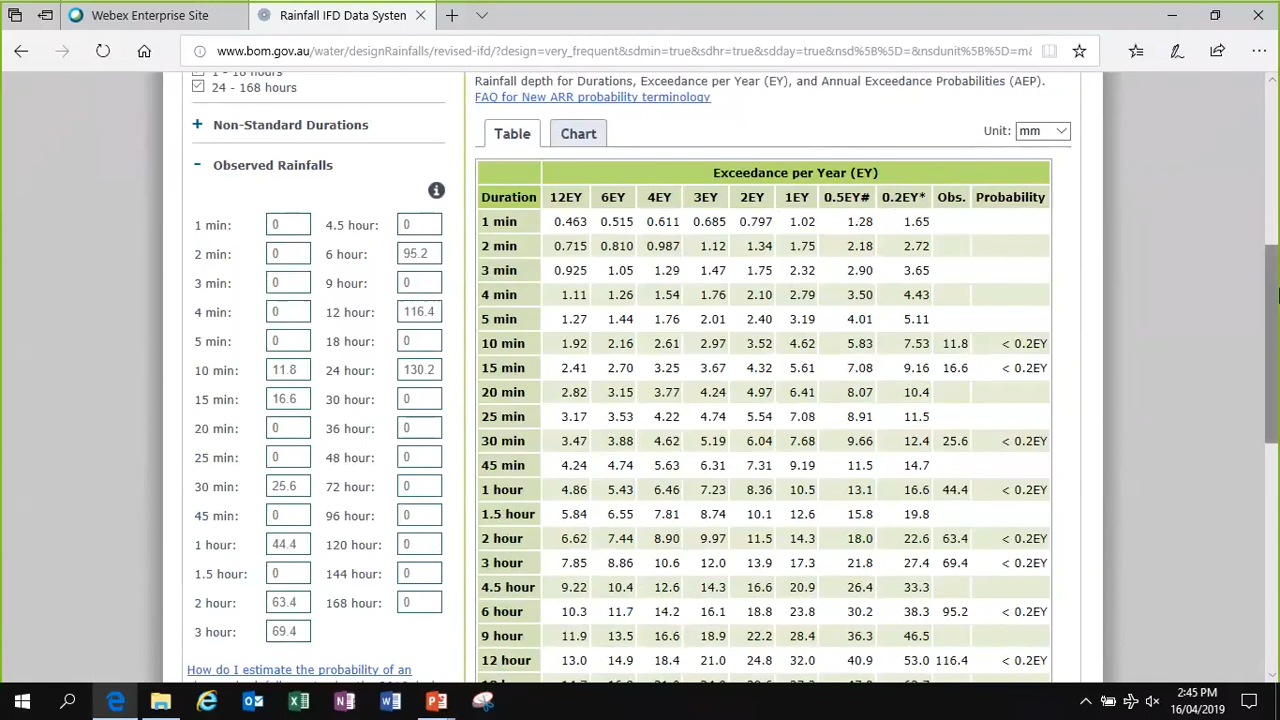 Webex Enterprise Site
Rainfall IFD Data System
www.bom.gov.au/water/designRainfalls/revised-ifd/?design=very_frequent&sdmin=true&sdhr=true&sdday=true&nsd%5B%5D=&nsdunit%5B%5D=m&
1 - 18 hours
24 - 168 hours
+ Non-Standard Durations
- Observed Rainfalls
1 min: 0 4.5 hour: 0
2 min: 0 6 hour: 95.2
3 min: 0 9 hour: 0
4 min: 0 12 hour: 116.4
5 min: 0 18 hour: 0
10 min: 11.8 24 hour: 130.2
15 min: 16.6 30 hour: 0
20 min: 0 36 hour: 0
25 min: 0 48 hour: 0
30 min: 25.6 72 hour: 0
45 min: 0 96 hour: 0
1 hour: 44.4 120 hour: 0
1.5 hour: 0 144 hour: 0
2 hour: 63.4 168 hour: 0
3 hour: 69.4
How do I estimate the probability of an
Rainfall depth for Durations, Exceedance per Year (EY), and Annual Exceedance Probabilities (AEP).
FAQ for New ARR probability terminology
Table Chart Unit: mm
Exceedance per Year (EY)
Duration 12EY 6EY 4EY 3EY 2EY 1EY 0.5EY# 0.2EY* Obs. Probability
1 min 0.463 0.515 0.611 0.685 0.797 1.02 1.28 1.65
2 min 0.715 0.810 0.987 1.12 1.34 1.75 2.18 2.72
3 min 0.925 1.05 1.29 1.47 1.75 2.32 2.90 3.65
4 min 1.11 1.26 1.54 1.76 2.10 2.79 3.50 4.43
5 min 1.27 1.44 1.76 2.01 2.40 3.19 4.01 5.11
10 min 1.92 2.16 2.61 2.97 3.52 4.62 5.83 7.53 11.8 < 0.2EY
15 min 2.41 2.70 3.25 3.67 4.32 5.61 7.08 9.16 16.6 < 0.2EY
20 min 2.82 3.15 3.77 4.24 4.97 6.41 8.07 10.4
25 min 3.17 3.53 4.22 4.74 5.54 7.08 8.91 11.5
30 min 3.47 3.88 4.62 5.19 6.04 7.68 9.66 12.4 25.6 < 0.2EY
45 min 4.24 4.74 5.63 6.31 7.31 9.19 11.5 14.7
1 hour 4.86 5.43 6.46 7.23 8.36 10.5 13.1 16.6 44.4 < 0.2EY
1.5 hour 5.84 6.55 7.81 8.74 10.1 12.6 15.8 19.8
2 hour 6.62 7.44 8.90 9.97 11.5 14.3 18.0 22.6 63.4 < 0.2EY
3 hour 7.85 8.86 10.6 12.0 13.9 17.3 21.8 27.4 69.4 < 0.2EY
4.5 hour 9.22 10.4 12.6 14.3 16.6 20.9 26.4 33.3
6 hour 10.3 11.7 14.2 16.1 18.8 23.8 30.2 38.3 95.2 < 0.2EY
9 hour 11.9 13.5 16.6 18.9 22.2 28.4 36.3 46.5
12 hour 13.0 14.9 18.4 21.0 24.8 32.0 40.9 53.0 116.4 < 0.2EY
2:45 PM
16/04/2019